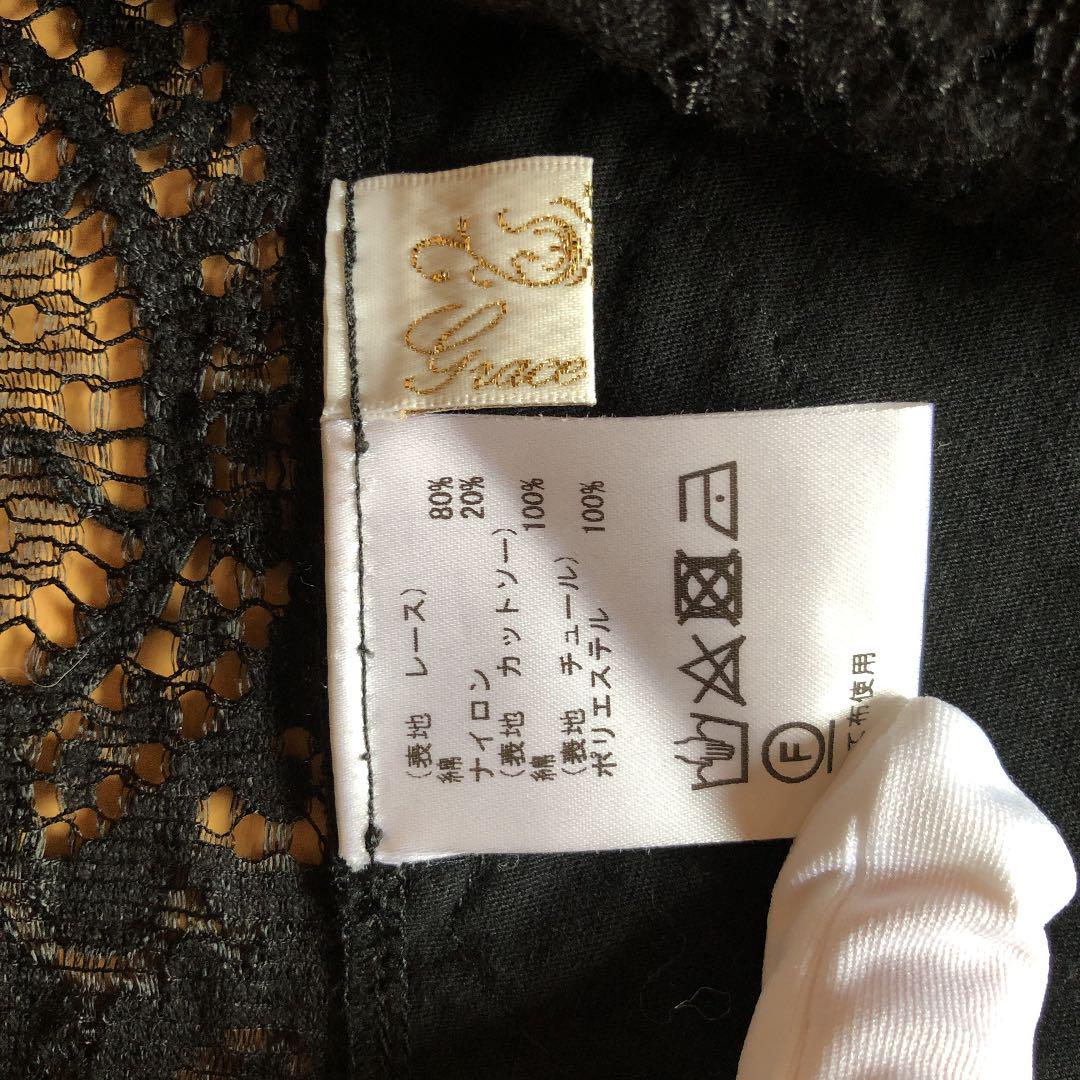 Grace
(表地 レース)
綿 80%
ナイロン 20%
(表地 カットソー)
綿 100%
(表地 チュール)
ポリエステル 100%
F
て布使用